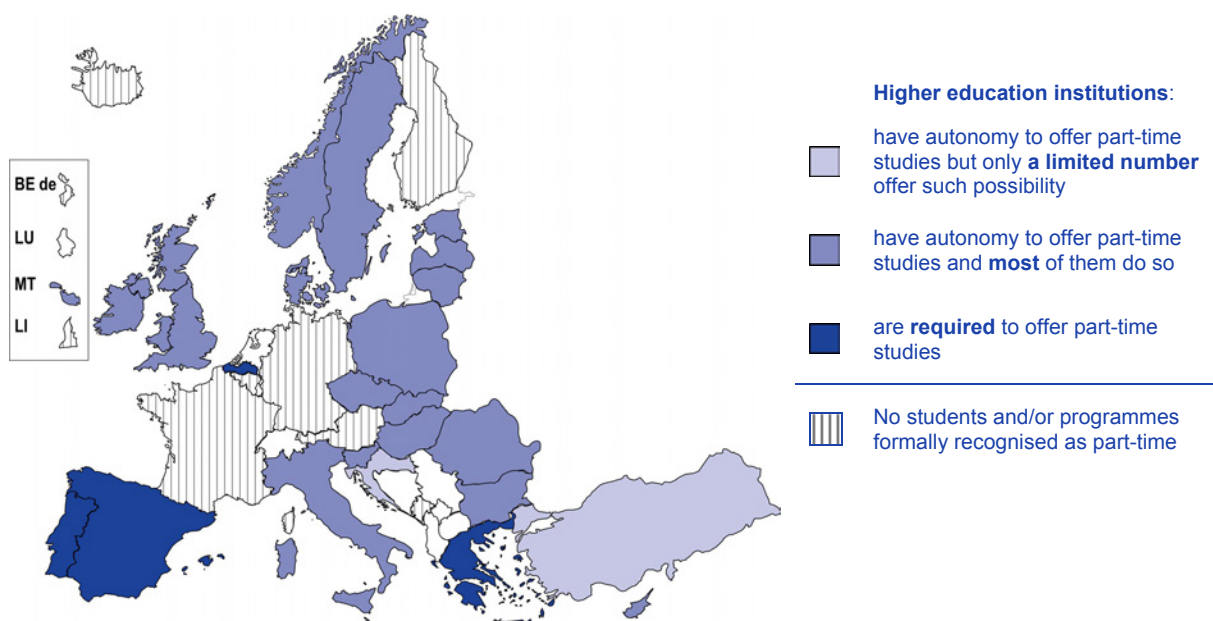 BE de
LU
MT
LI
Higher education institutions:
have autonomy to offer part-time
studies but only a limited number
offer such possibility
have autonomy to offer part-time
studies and most of them do so
are required to offer part-time
studies
No students and/or programmes
formally recognised as part-time